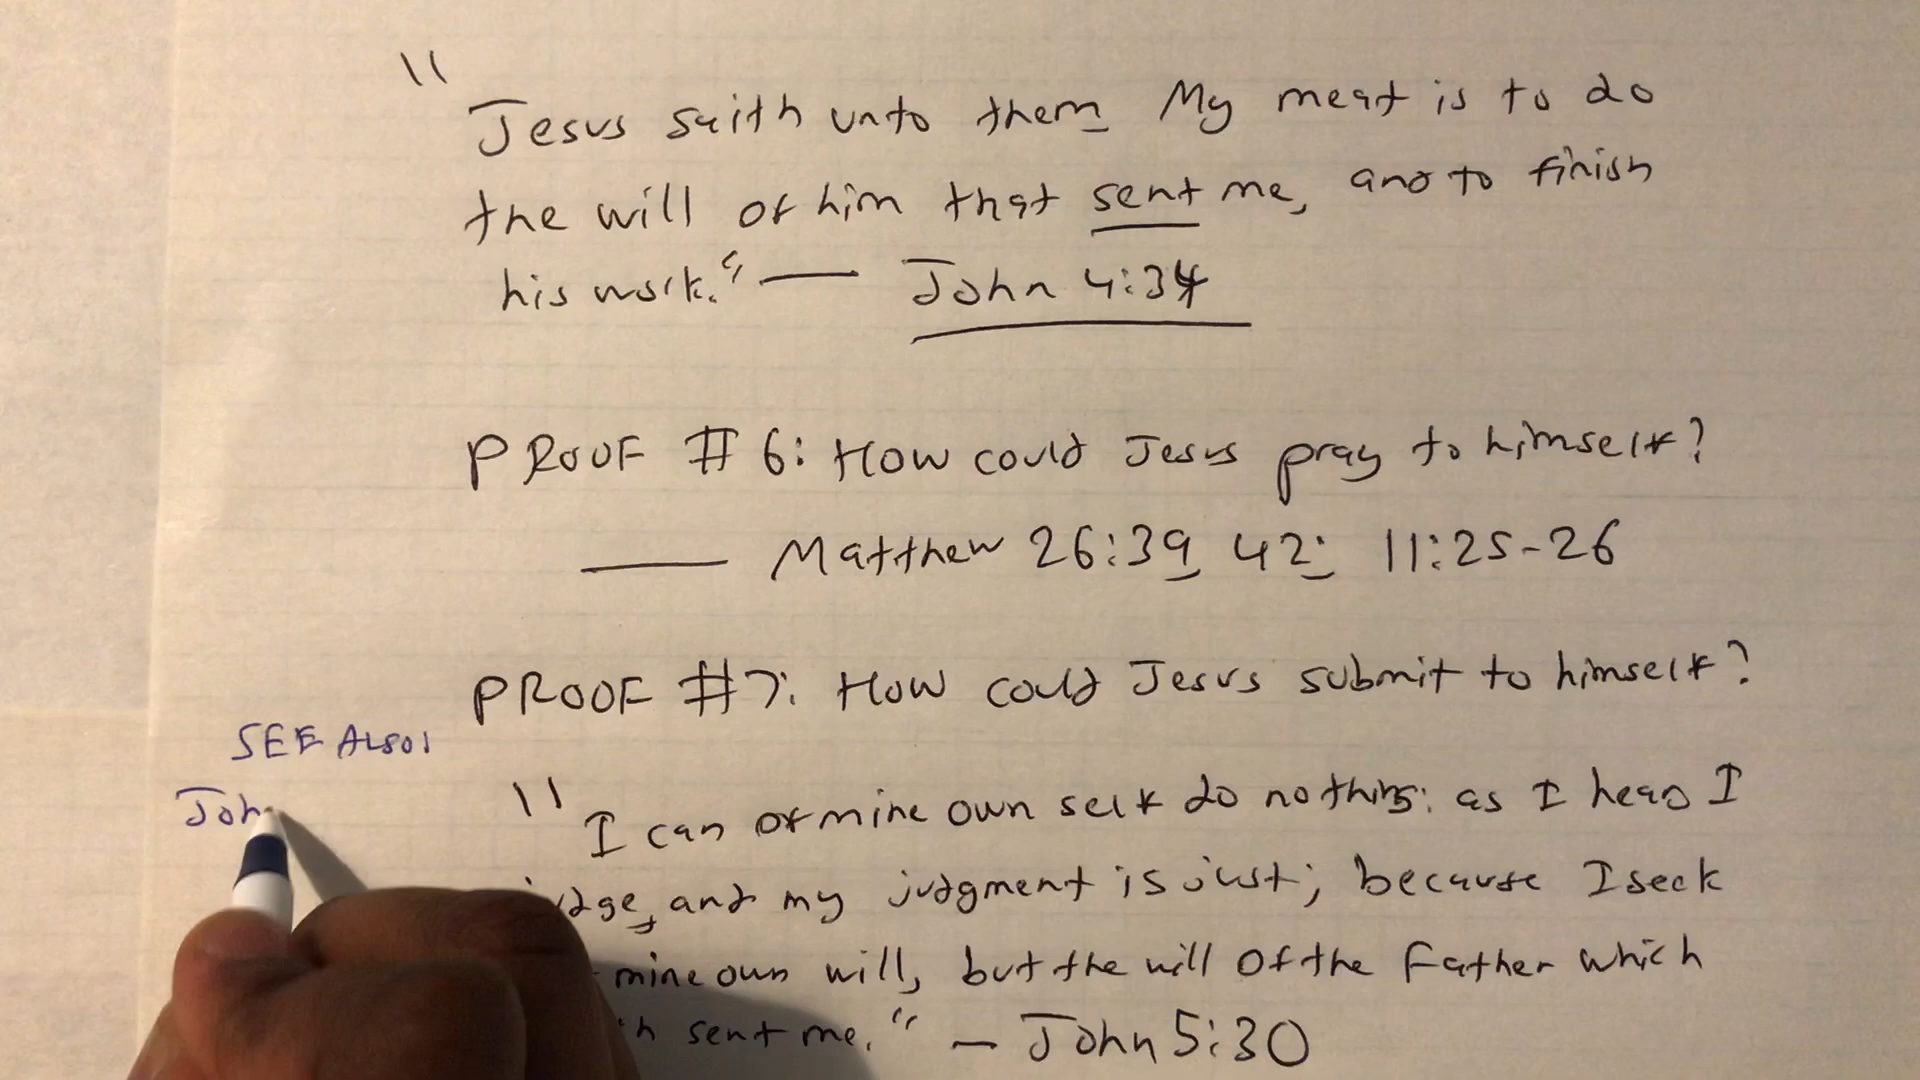 "Jesus saith unto them My meat is to do
the will of him that sent me, and to finish
his work." — John 4:34
PROOF #6: How could Jesus pray to himself?
— Matthew 26:39 42: 11:25-26
PROOF #7: How could Jesus submit to himself?
SEE ALSO:
Joh
"I can of mine own self do nothing: as I hear I
and my judgment is just; because I seek
mine own will, but the will of the Father which
sent me." — John 5:30